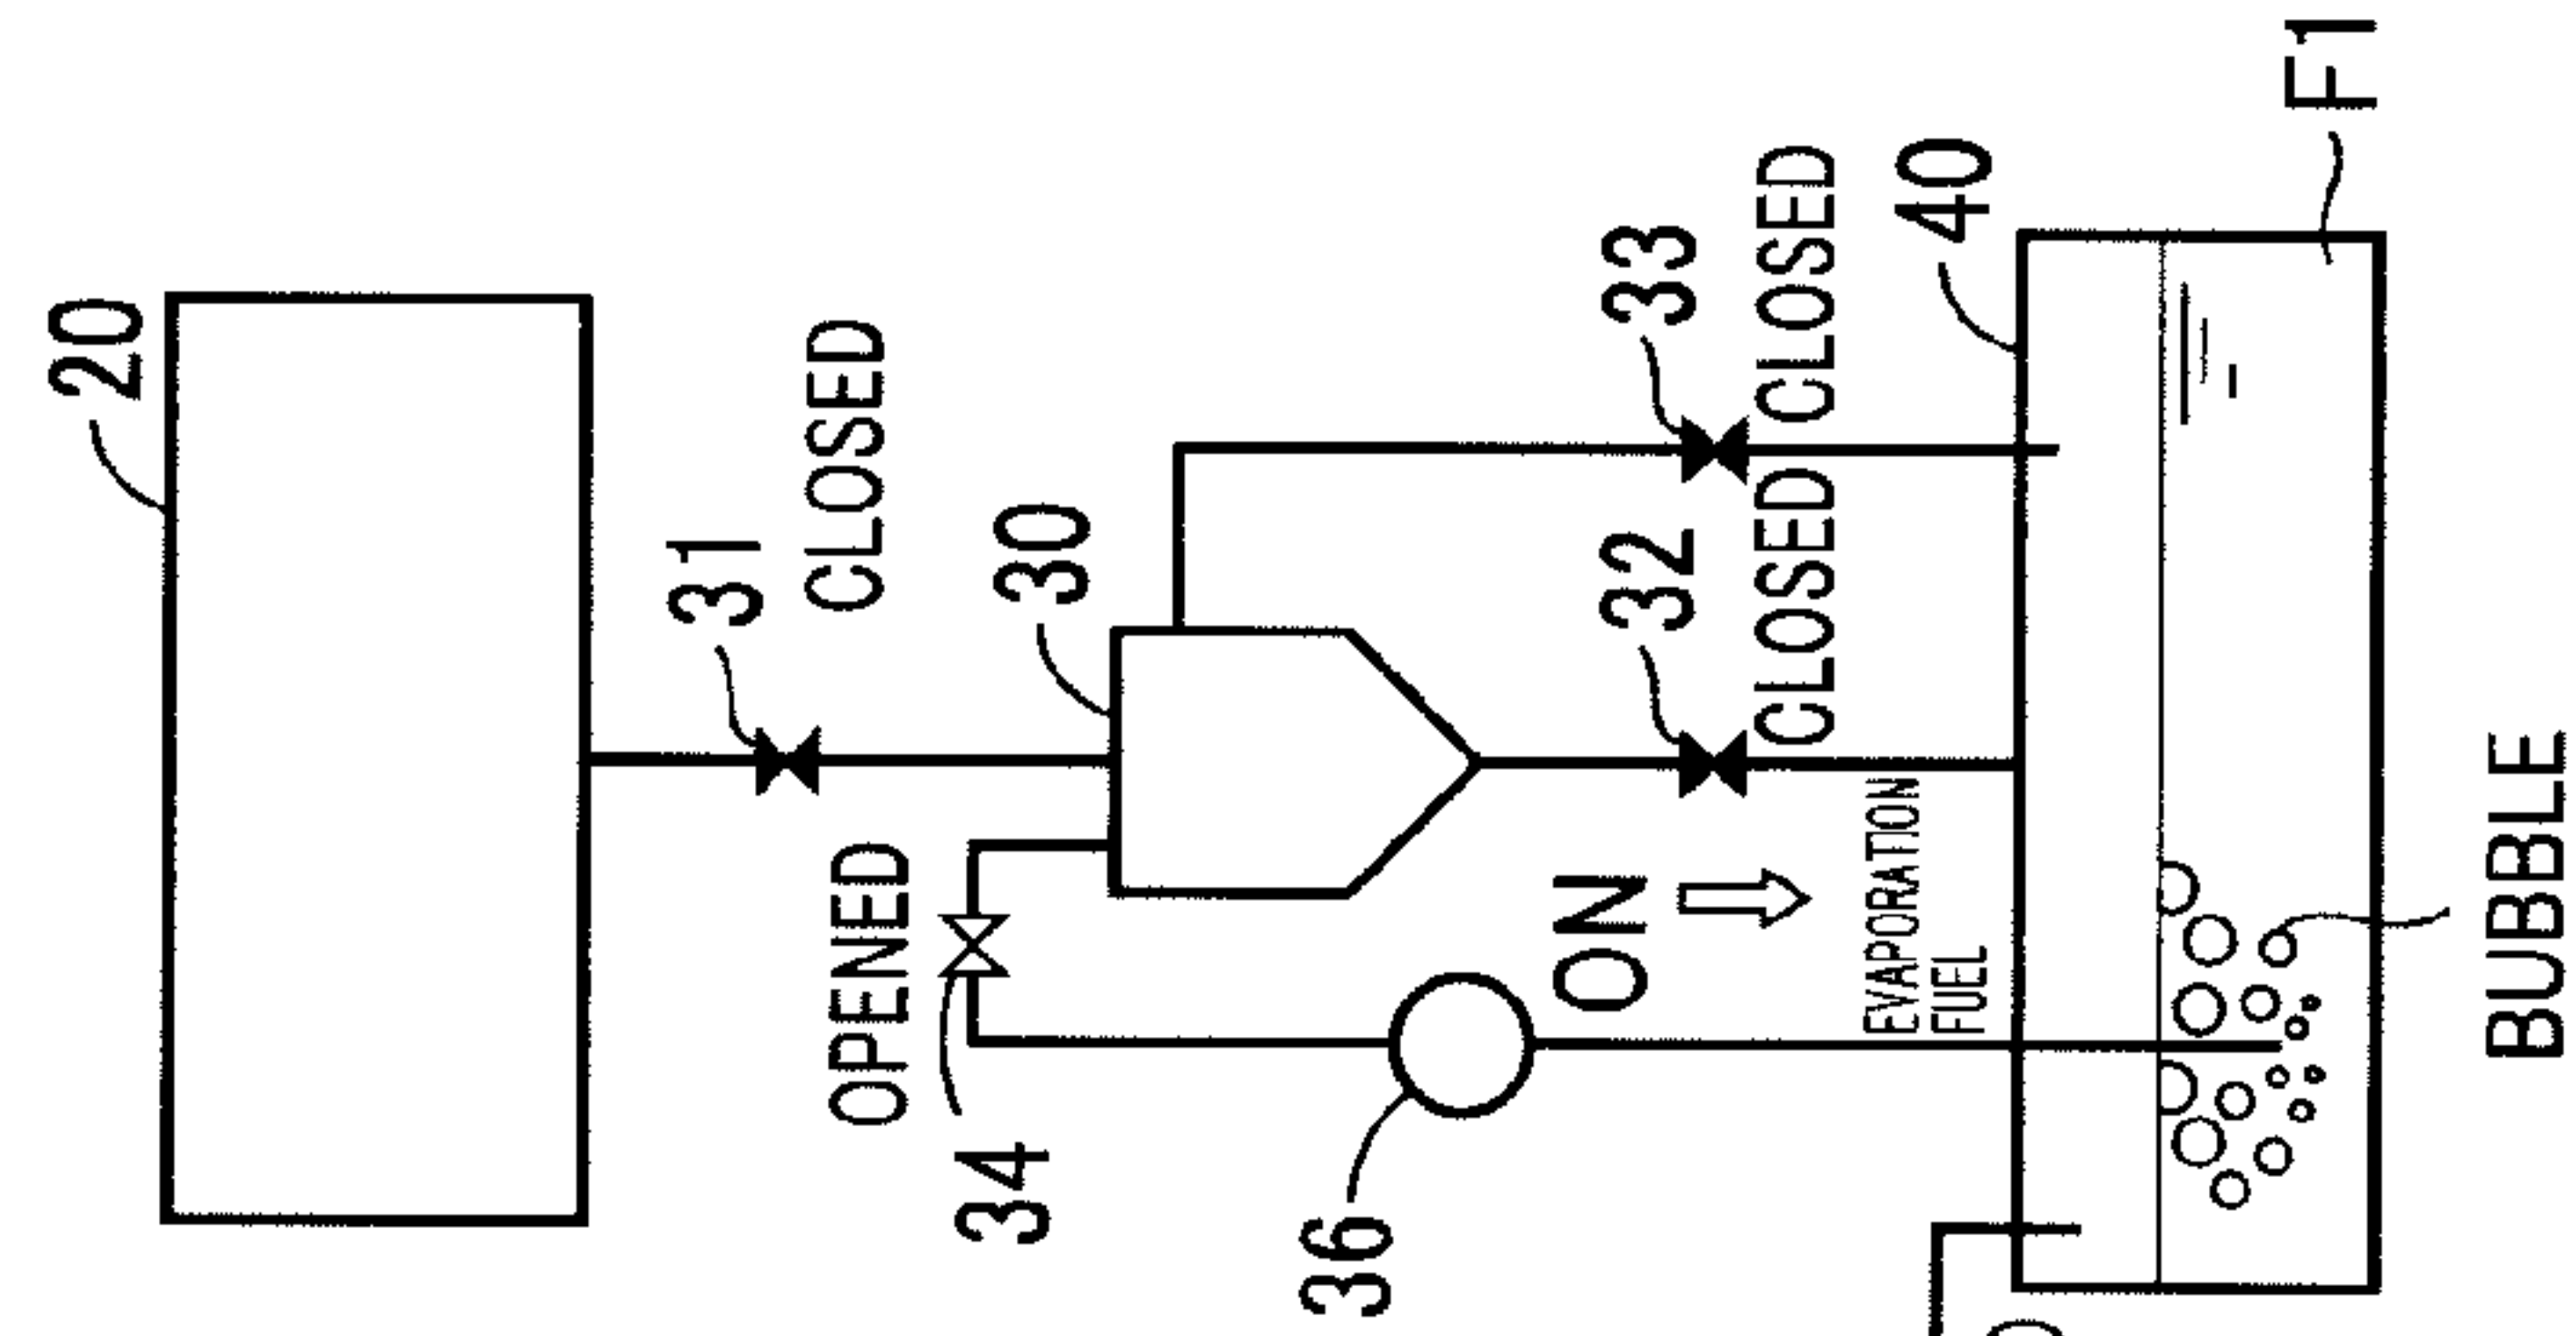 20
31
CLOSED
OPENED
34
30
36
ON
32
CLOSED
33
CLOSED
EVAPORATION
FUEL
40
F1
BUBBLE